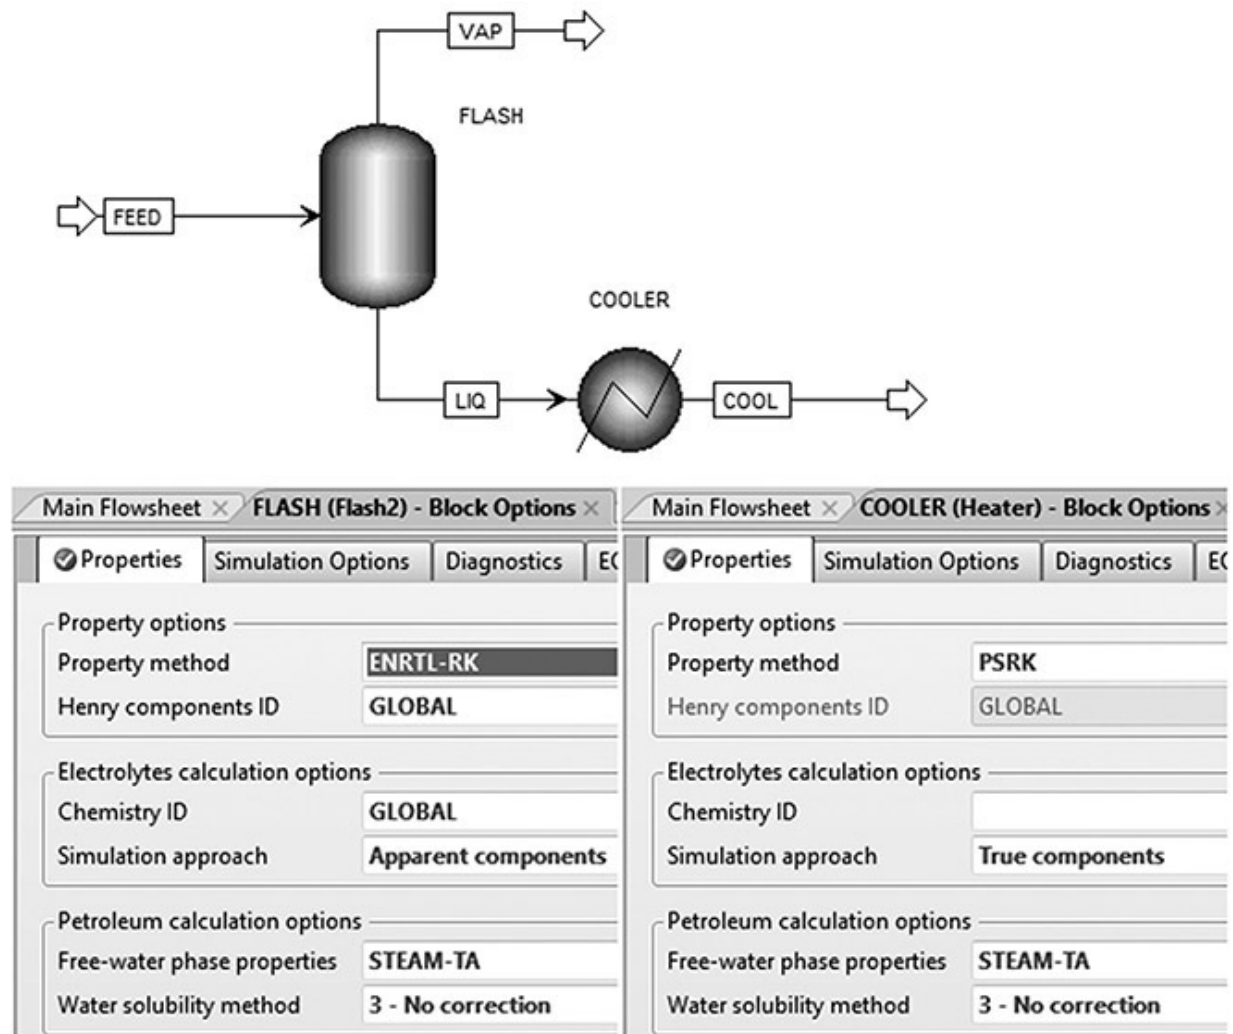 VAP
FLASH
FEED
COOLER
LIQ
COOL
Main Flowsheet FLASH (Flash2) - Block Options
Properties Simulation Options Diagnostics
Property options
Property method ENRTL-RK
Henry components ID GLOBAL
Electrolytes calculation options
Chemistry ID GLOBAL
Simulation approach Apparent components
Petroleum calculation options
Free-water phase properties STEAM-TA
Water solubility method 3 - No correction
Main Flowsheet COOLER (Heater) - Block Options
Properties Simulation Options Diagnostics
Property options
Property method PSRK
Henry components ID GLOBAL
Electrolytes calculation options
Chemistry ID
Simulation approach True components
Petroleum calculation options
Free-water phase properties STEAM-TA
Water solubility method 3 - No correction